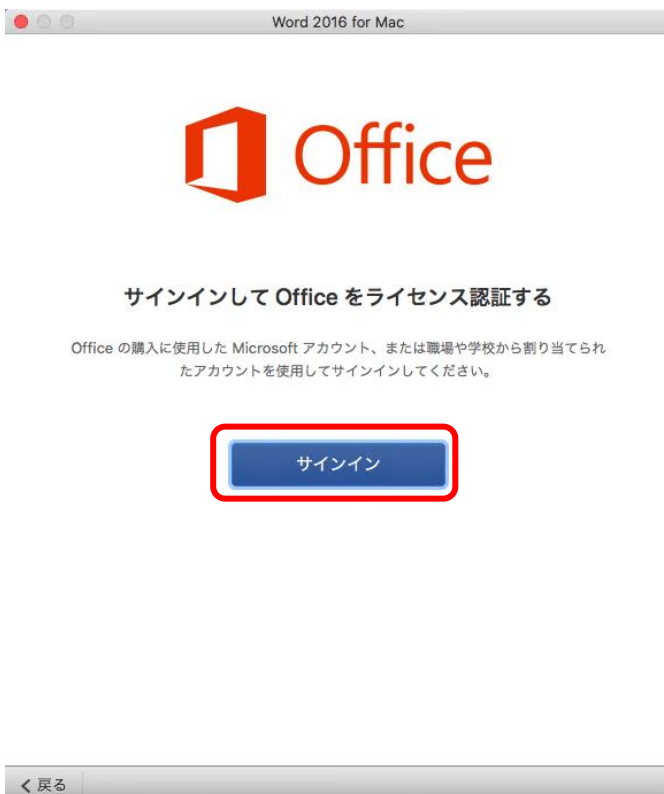 Word 2016 for Mac
Office
サインインして Office をライセンス認証する
Office の購入に使用した Microsoft アカウント、または職場や学校から割り当てられ
たアカウントを使用してサインインしてください。
サインイン
戻る